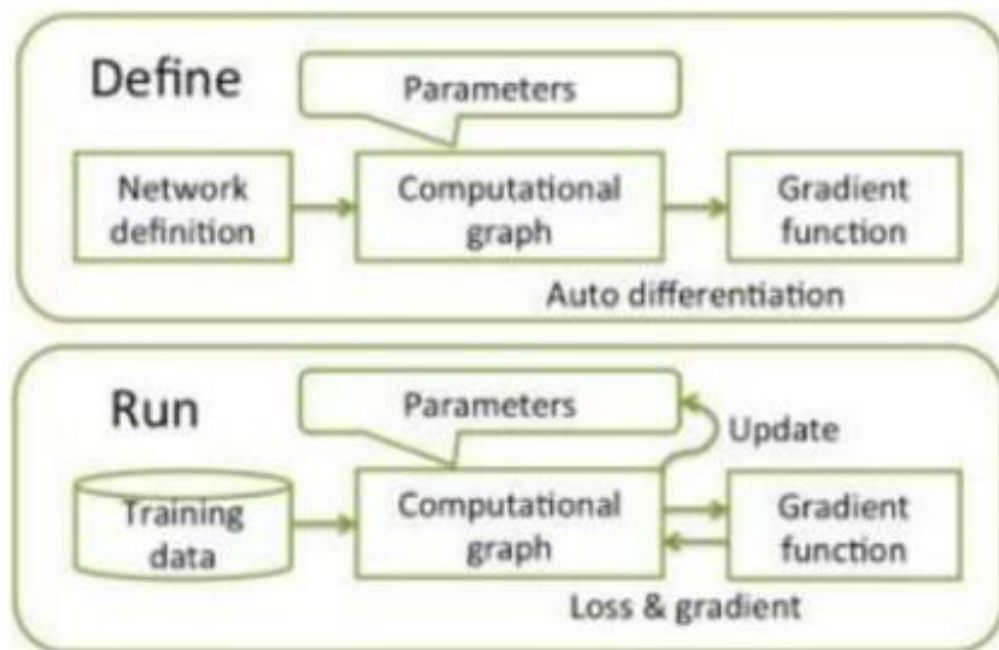 Define
Parameters
Network
definition
Computational
graph
Gradient
function
Auto differentiation
Run
Parameters
Update
Training
data
Computational
graph
Gradient
function
Loss & gradient